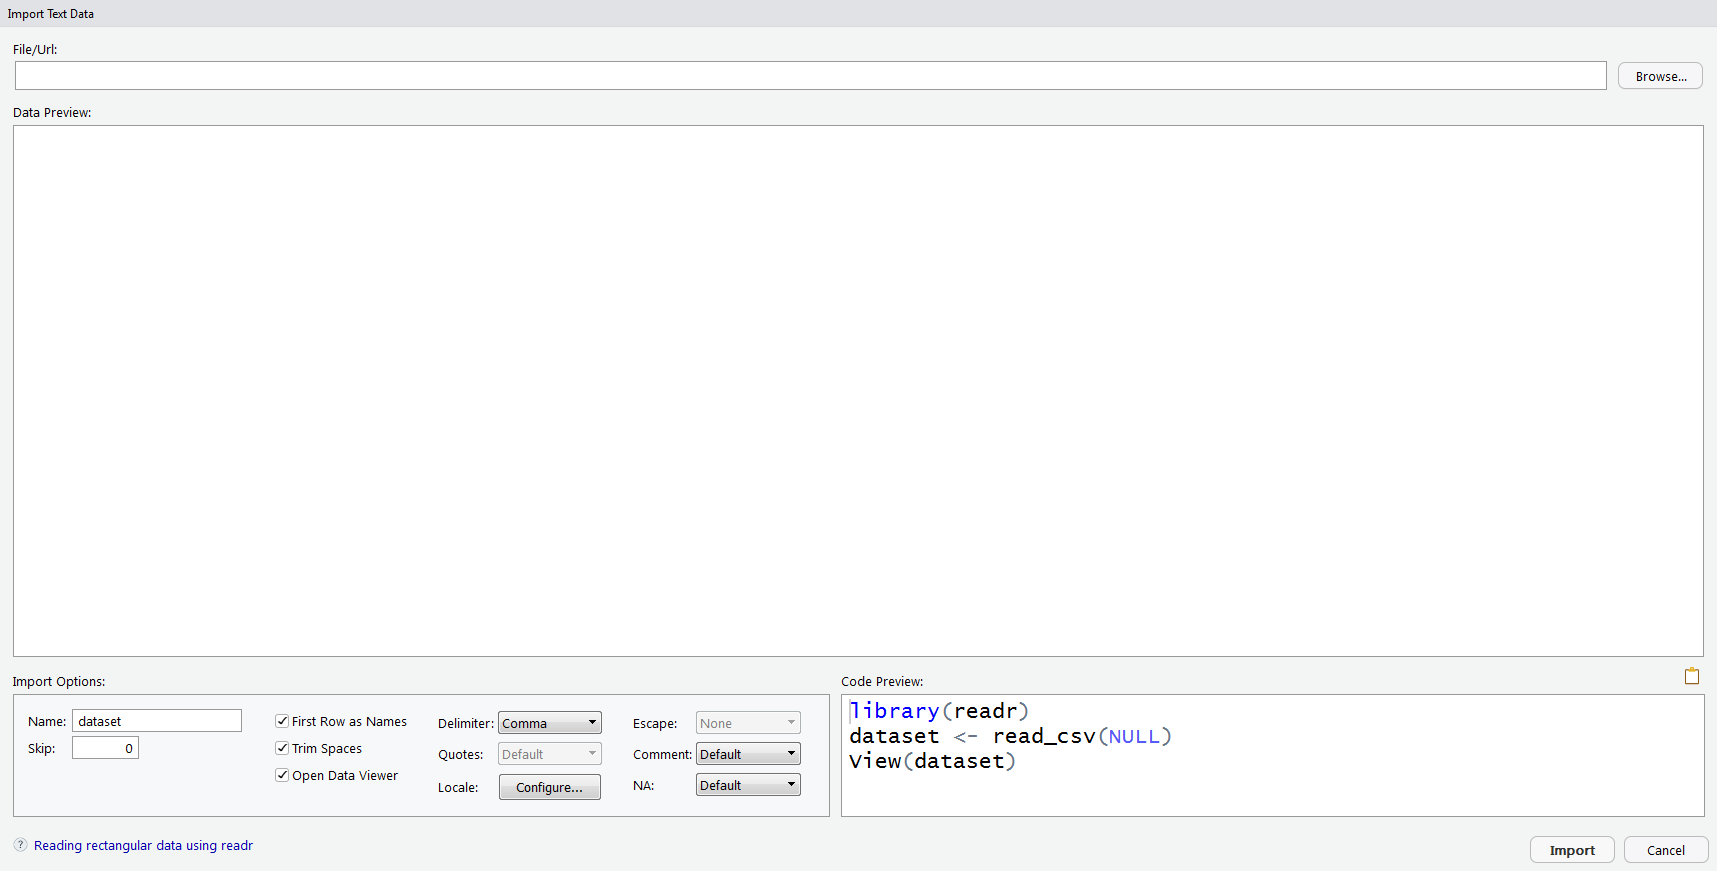 Import Text Data
File/Url:
Browse...
Data Preview:
Import Options:
Name: dataset
Skip: 0
First Row as Names
Trim Spaces
Open Data Viewer
Delimiter: Comma
Quotes: Default
Locale: Configure...
Escape: None
Comment: Default
NA: Default
Code Preview:
library(readr)
dataset <- read_csv(NULL)
View(dataset)
? Reading rectangular data using readr
Import
Cancel